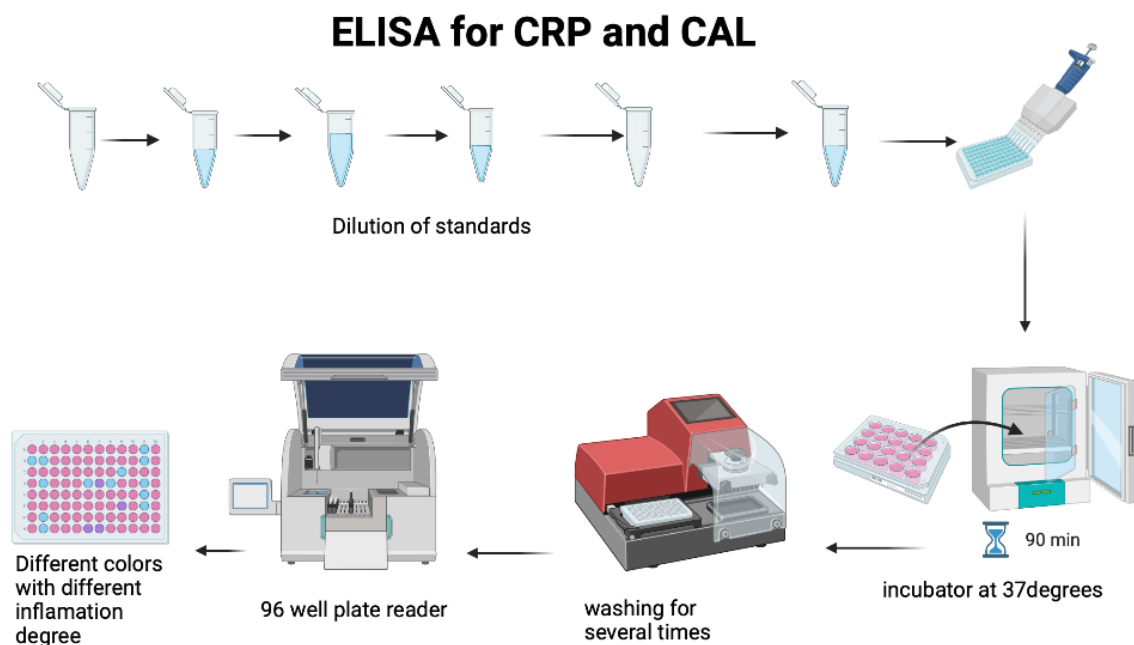 ELISA for CRP and CAL
Dilution of standards
90 min
incubator at 37degrees
washing for
several times
96 well plate reader
Different colors
with different
inflamation
degree